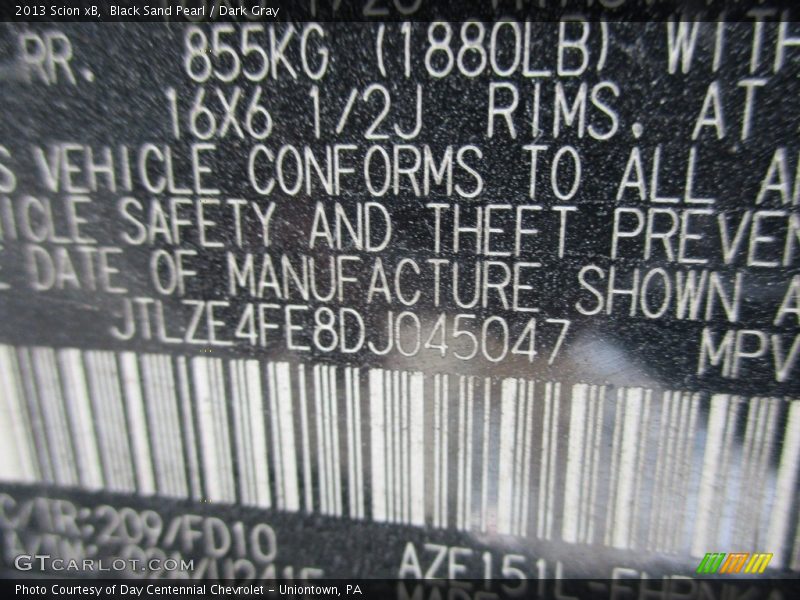 2013 Scion xB, Black Sand Pearl / Dark Gray
RR. 855KG (1880LB) WITH
16X6 1/2J RIMS. AT
S VEHICLE CONFORMS TO ALL A
ICLE SAFETY AND THEFT PREVEN
E DATE OF MANUFACTURE SHOWN A
JTLZE4FE8DJ045047 MPV
C/TR:209/FD10
AZE151L-EHPNKA
GTCarLot.com
Photo Courtesy of Day Centennial Chevrolet - Uniontown, PA